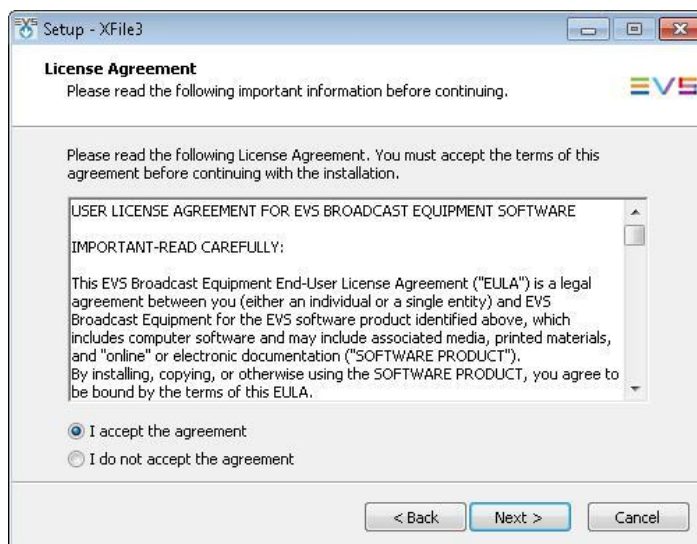 EVS
Setup - XFile3
License Agreement
Please read the following important information before continuing.
EVS
Please read the following License Agreement. You must accept the terms of this
agreement before continuing with the installation.
USER LICENSE AGREEMENT FOR EVS BROADCAST EQUIPMENT SOFTWARE
IMPORTANT-READ CAREFULLY:
This EVS Broadcast Equipment End-User License Agreement ("EULA") is a legal
agreement between you (either an individual or a single entity) and EVS
Broadcast Equipment for the EVS software product identified above, which
includes computer software and may include associated media, printed materials,
and "online" or electronic documentation ("SOFTWARE PRODUCT").
By installing, copying, or otherwise using the SOFTWARE PRODUCT, you agree to
be bound by the terms of this EULA.
I accept the agreement
I do not accept the agreement
< Back
Next >
Cancel